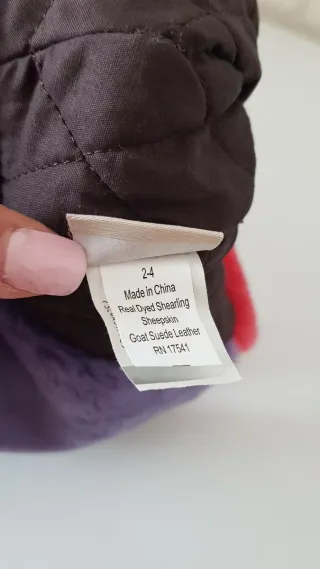 2-4
Made in China
Real Dyed Shearling
Sheepskin
Goat Suede Leather
RN 17541